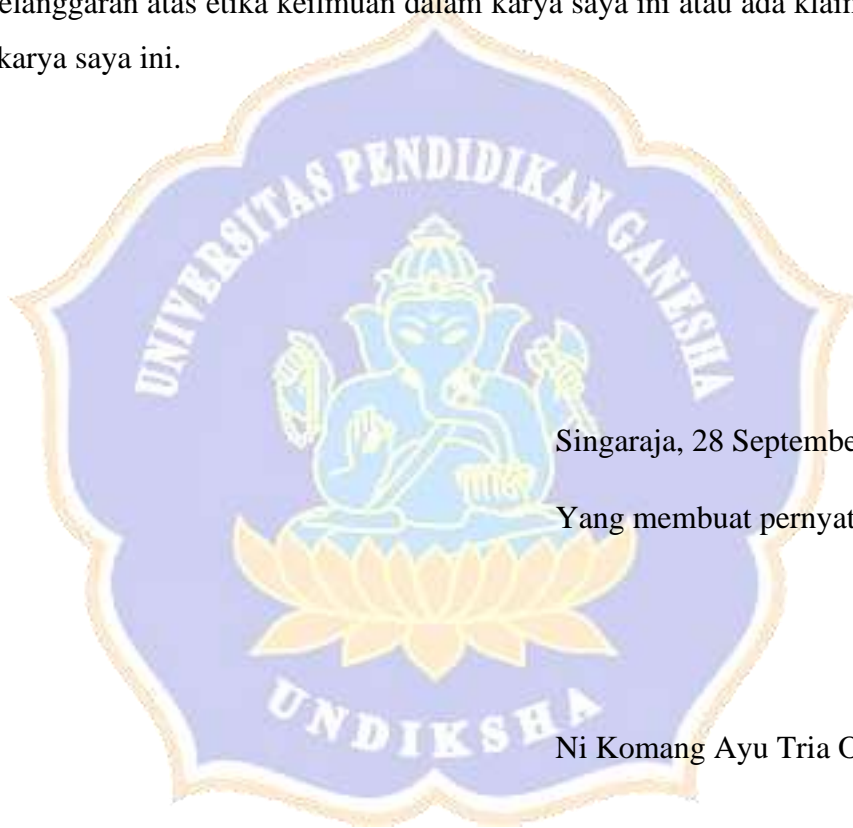 elanggaran atas etika keilmuan dalam karya saya ini atau ada klaim
karya saya ini.
UNIVERSITAS PENDIDIKAN GANESHA
Singaraja, 28 Septembe
Yang membuat pernyat
UNDIKSHA
Ni Komang Ayu Tria O